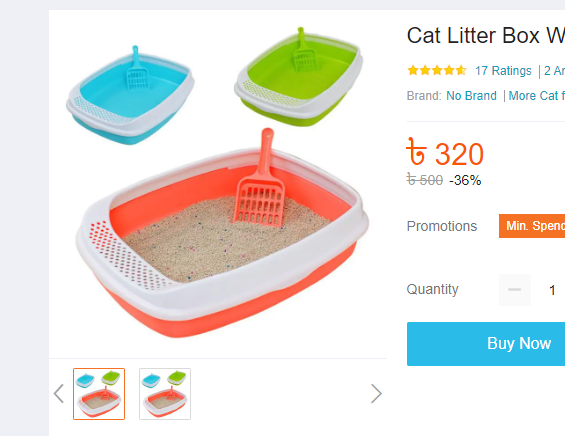 Cat Litter Box W
17 Ratings | 2 An
Brand: No Brand | More Cat f
৳ 320
৳ 500 -36%
Promotions Min. Spend
Quantity 1
Buy Now